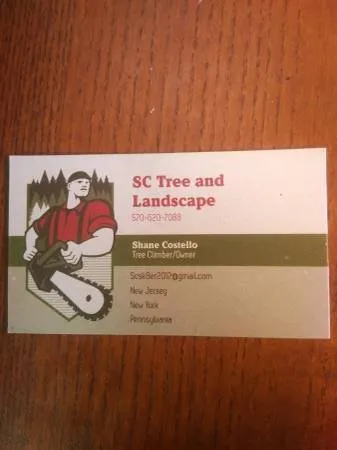 SC Tree and
Landscape
570-620-7089
Shane Costello
Tree Climber/Owner
Scsk8er2012@gmail.com
New Jersey
New York
Pennsylvania